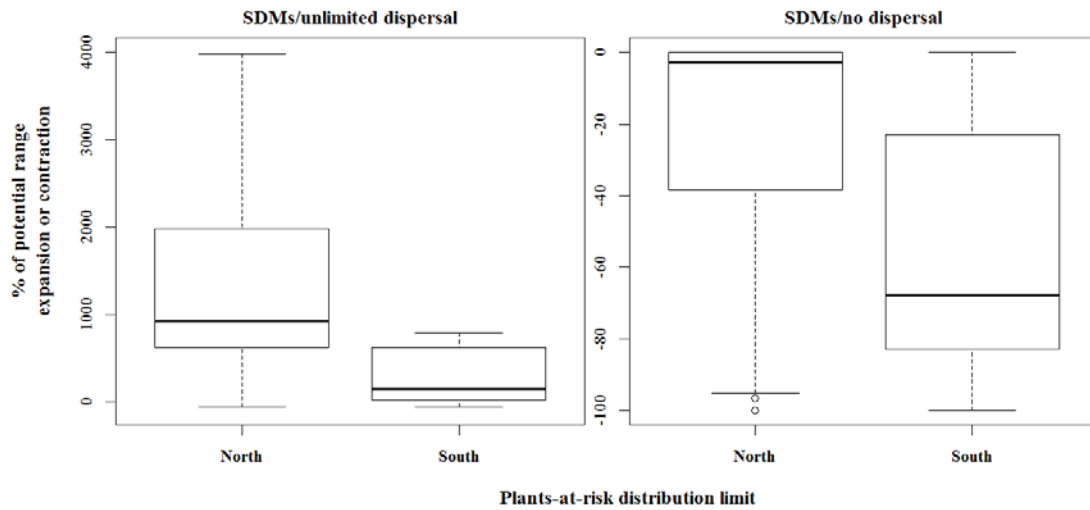 SDMs/unlimited dispersal
SDMs/no dispersal
% of potential range
expansion or contraction
4000
3000
2000
1000
0
0
-20
-40
-60
-80
-100
North
South
North
South
Plants-at-risk distribution limit